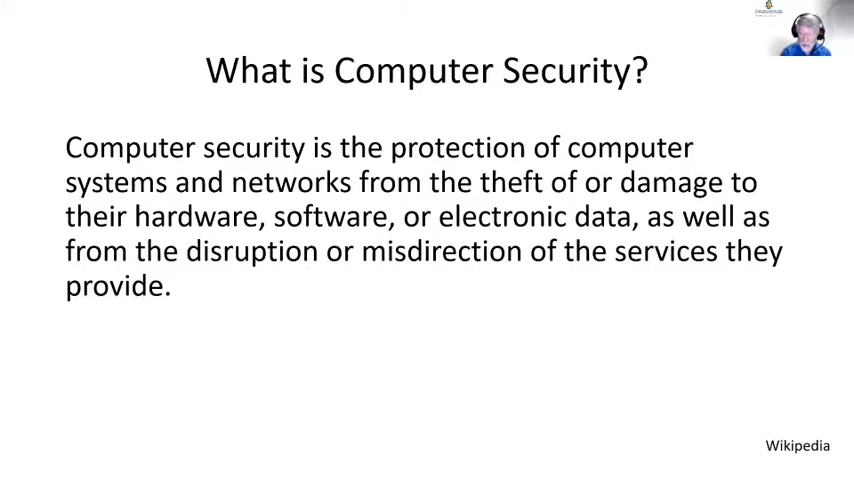 What is Computer Security?
Computer security is the protection of computer
systems and networks from the theft of or damage to
their hardware, software, or electronic data, as well as
from the disruption or misdirection of the services they
provide.
Wikipedia